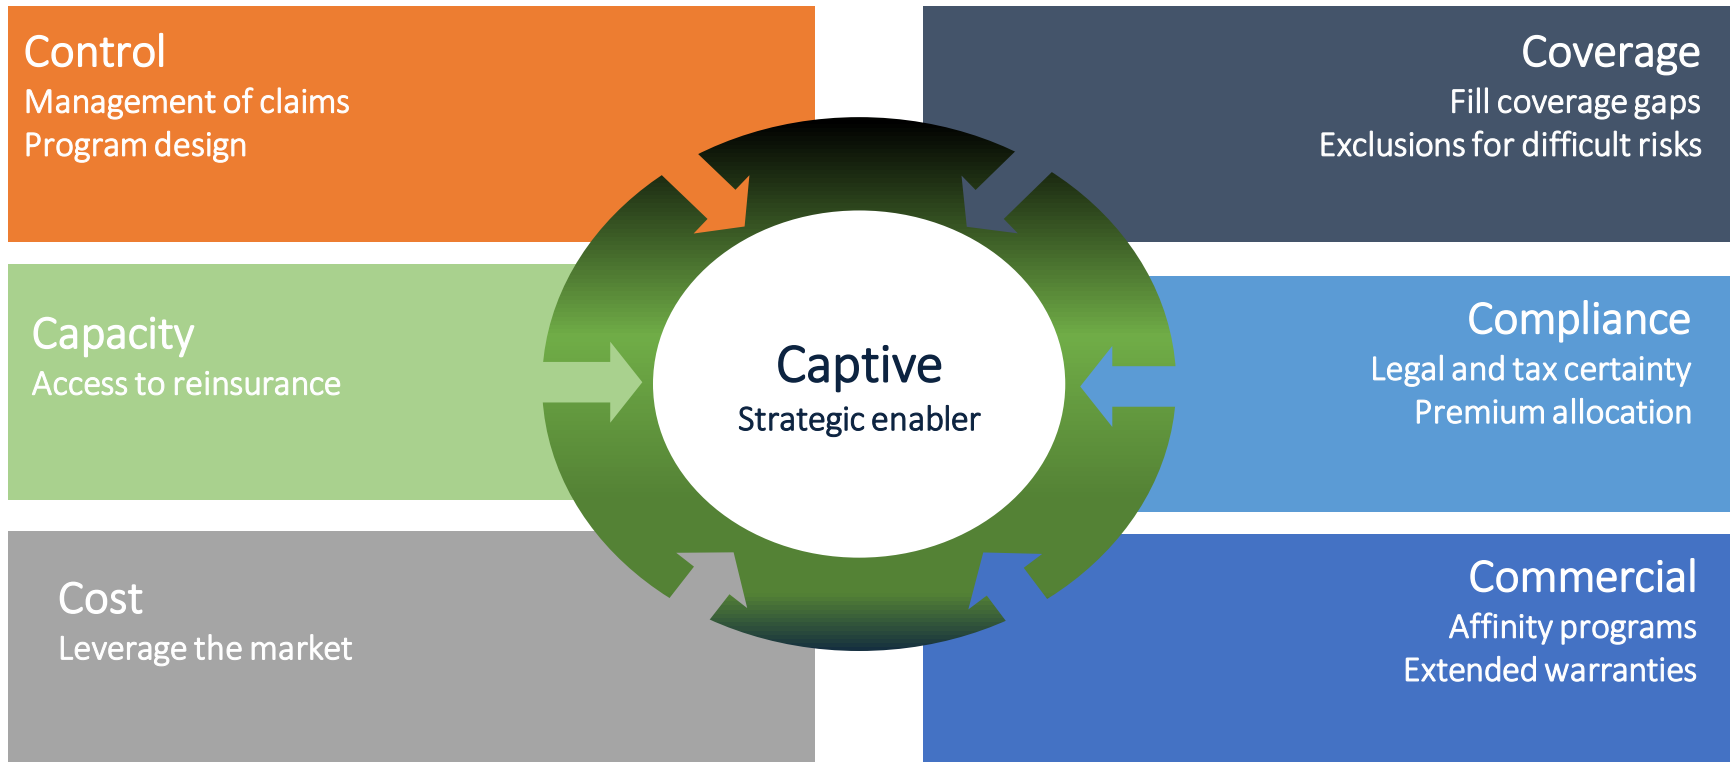 Control
Management of claims
Program design
Coverage
Fill coverage gaps
Exclusions for difficult risks
Capacity
Access to reinsurance
Captive
Strategic enabler
Compliance
Legal and tax certainty
Premium allocation
Cost
Leverage the market
Commercial
Affinity programs
Extended warranties